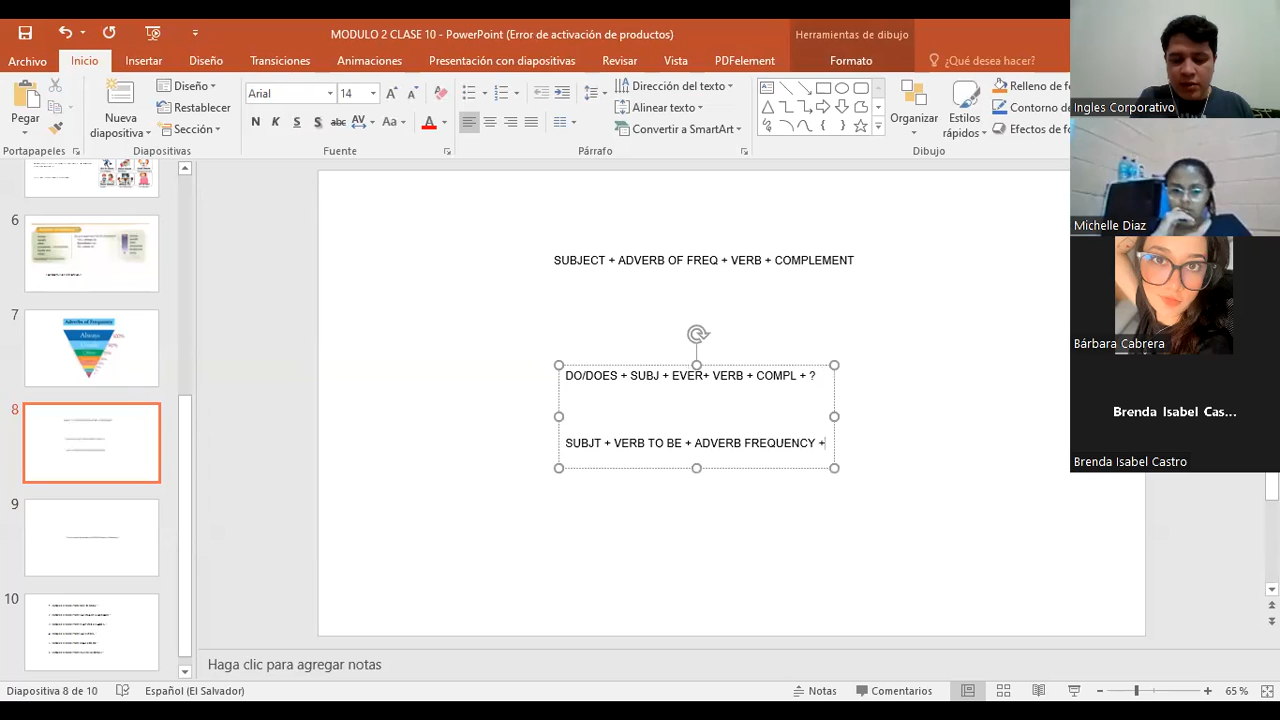 MODULO 2 CLASE 10 - PowerPoint (Error de activación de productos)
Herramientas de dibujo
Archivo
Inicio
Insertar
Diseño
Transiciones
Animaciones
Presentación con diapositivas
Revisar
Vista
PDFelement
Formato
¿Qué desea hacer?
Pegar
Nueva
diapositiva
Diseño
Restablecer
Sección
Arial
14
N K S S abc AV Aa A
Dirección del texto
Alinear texto
Convertir a SmartArt
Organizar
Estilos
rápidos
Relleno de f
Contorno de
Efectos de fo
Portapapeles
Diapositivas
Fuente
Párrafo
Dibujo
Ingles Corporativo
Michelle Diaz
Bárbara Cabrera
Brenda Isabel Cas...
Brenda Isabel Castro
6
7
Adverbs of Frequency
Always
100%
8
9
10
SUBJECT + ADVERB OF FREQ + VERB + COMPLEMENT
DO/DOES + SUBJ + EVER+ VERB + COMPL + ?
SUBJT + VERB TO BE + ADVERB FREQUENCY +
Haga clic para agregar notas
Diapositiva 8 de 10
Español (El Salvador)
Notas
Comentarios
65 %